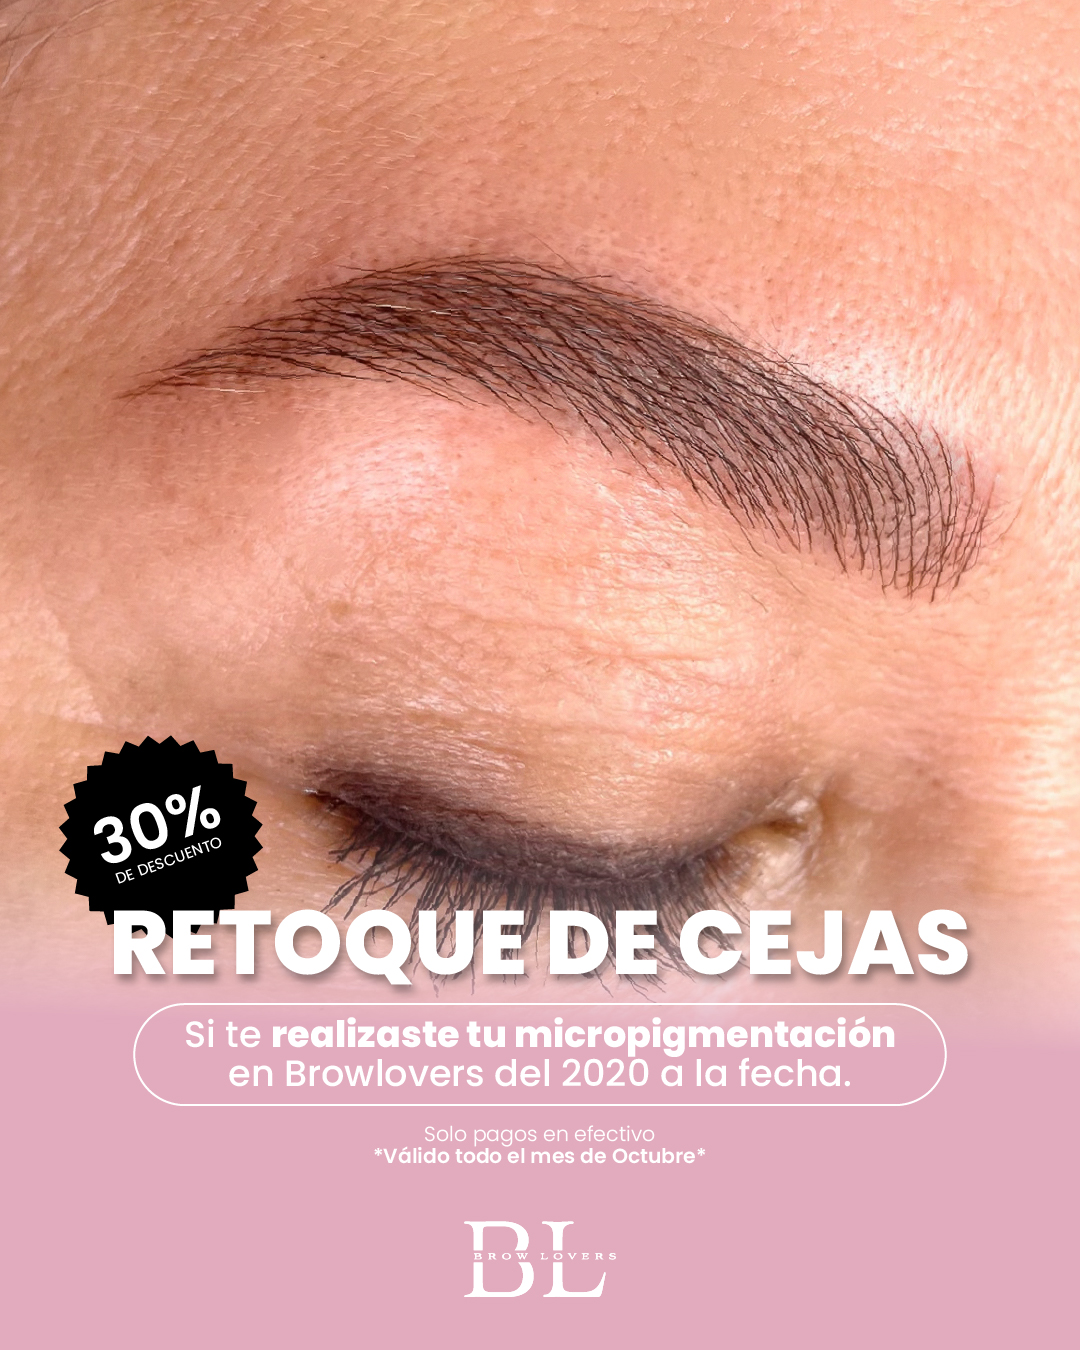 30%
DE DESCUENTO
RETOQUE DE CEJAS
Si te realizaste tu micropigmentación
en Browlovers del 2020 a la fecha.
Solo pagos en efectivo
*Válido todo el mes de Octubre*
BL
BROW LOVERS